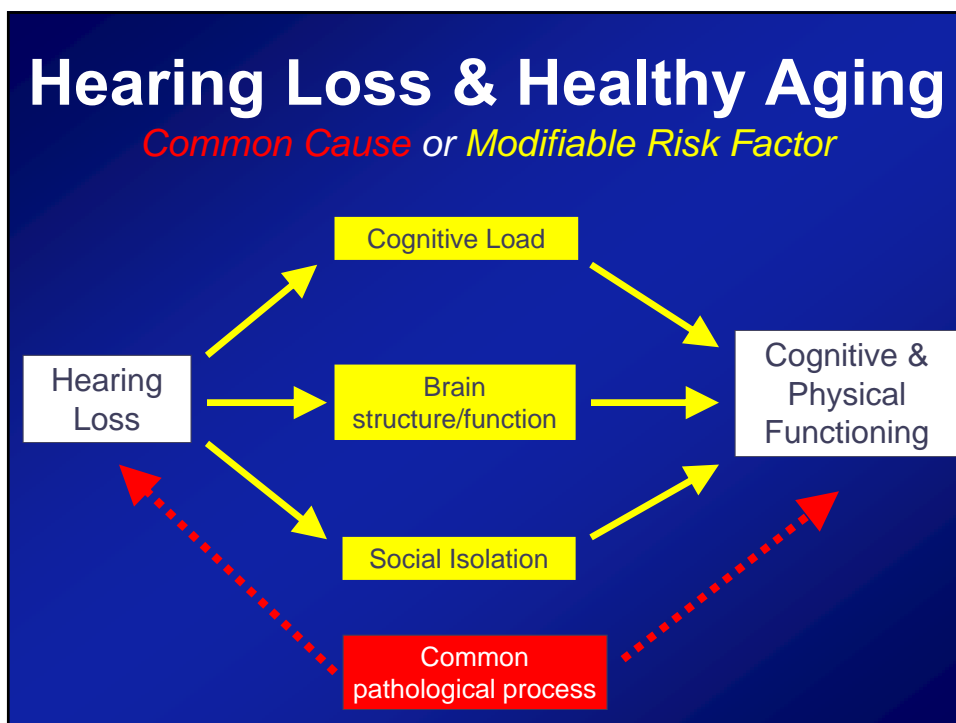 Hearing Loss & Healthy Aging
Common Cause or Modifiable Risk Factor
Cognitive Load
Hearing
Loss
Brain
structure/function
Cognitive &
Physical
Functioning
Social Isolation
Common
pathological process